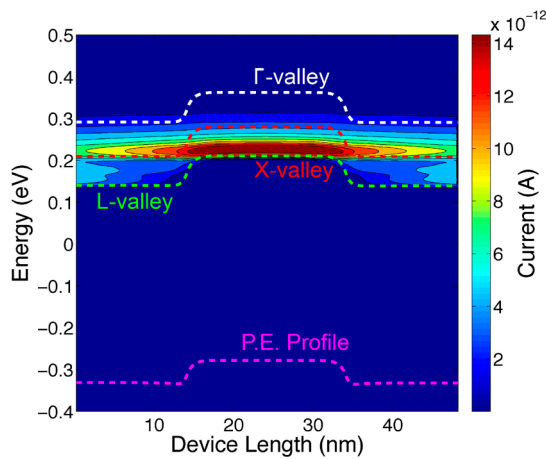 x 10⁻¹²
0.5
0.4
0.3
0.2
0.1
0
−0.1
−0.2
−0.3
−0.4
Energy (eV)
Γ-valley
X-valley
L-valley
P.E. Profile
10
20
30
40
Device Length (nm)
14
12
10
8
6
4
2
Current (A)